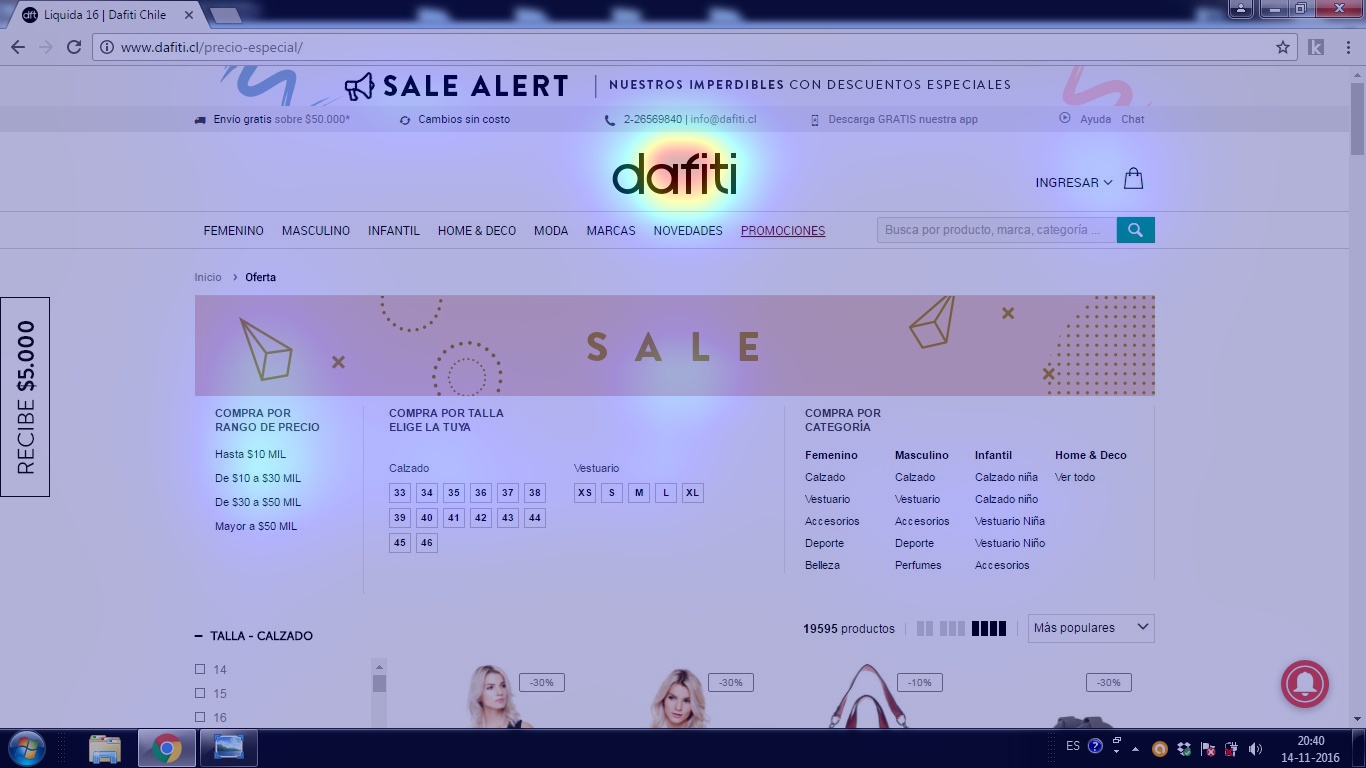 Liquida 16 | Dafiti Chile
www.dafiti.cl/precio-especial/
SALE ALERT | NUESTROS IMPERDIBLES CON DESCUENTOS ESPECIALES
Envío gratis sobre $50.000* Cambios sin costo 2-26569840 | info@dafiti.cl Descarga GRATIS nuestra app Ayuda Chat
dafiti
INGRESAR
FEMENINO MASCULINO INFANTIL HOME & DECO MODA MARCAS NOVEDADES PROMOCIONES Busca por producto, marca, categoría ...
Inicio > Oferta
RECIBE $5.000
SALE
COMPRA POR
RANGO DE PRECIO
Hasta $10 MIL
De $10 a $30 MIL
De $30 a $50 MIL
Mayor a $50 MIL
COMPRA POR TALLA
ELIGE LA TUYA
Calzado
33 34 35 36 37 38
39 40 41 42 43 44
45 46
Vestuario
XS S M L XL
COMPRA POR
CATEGORÍA
Femenino
Calzado
Vestuario
Accesorios
Deporte
Belleza
Masculino
Calzado
Vestuario
Accesorios
Deporte
Perfumes
Infantil
Calzado niña
Calzado niño
Vestuario Niña
Vestuario Niño
Accesorios
Home & Deco
Ver todo
TALLA - CALZADO
14
15
16
19595 productos
Más populares
-30% -30% -10% -30%
ES
20:40
14-11-2016